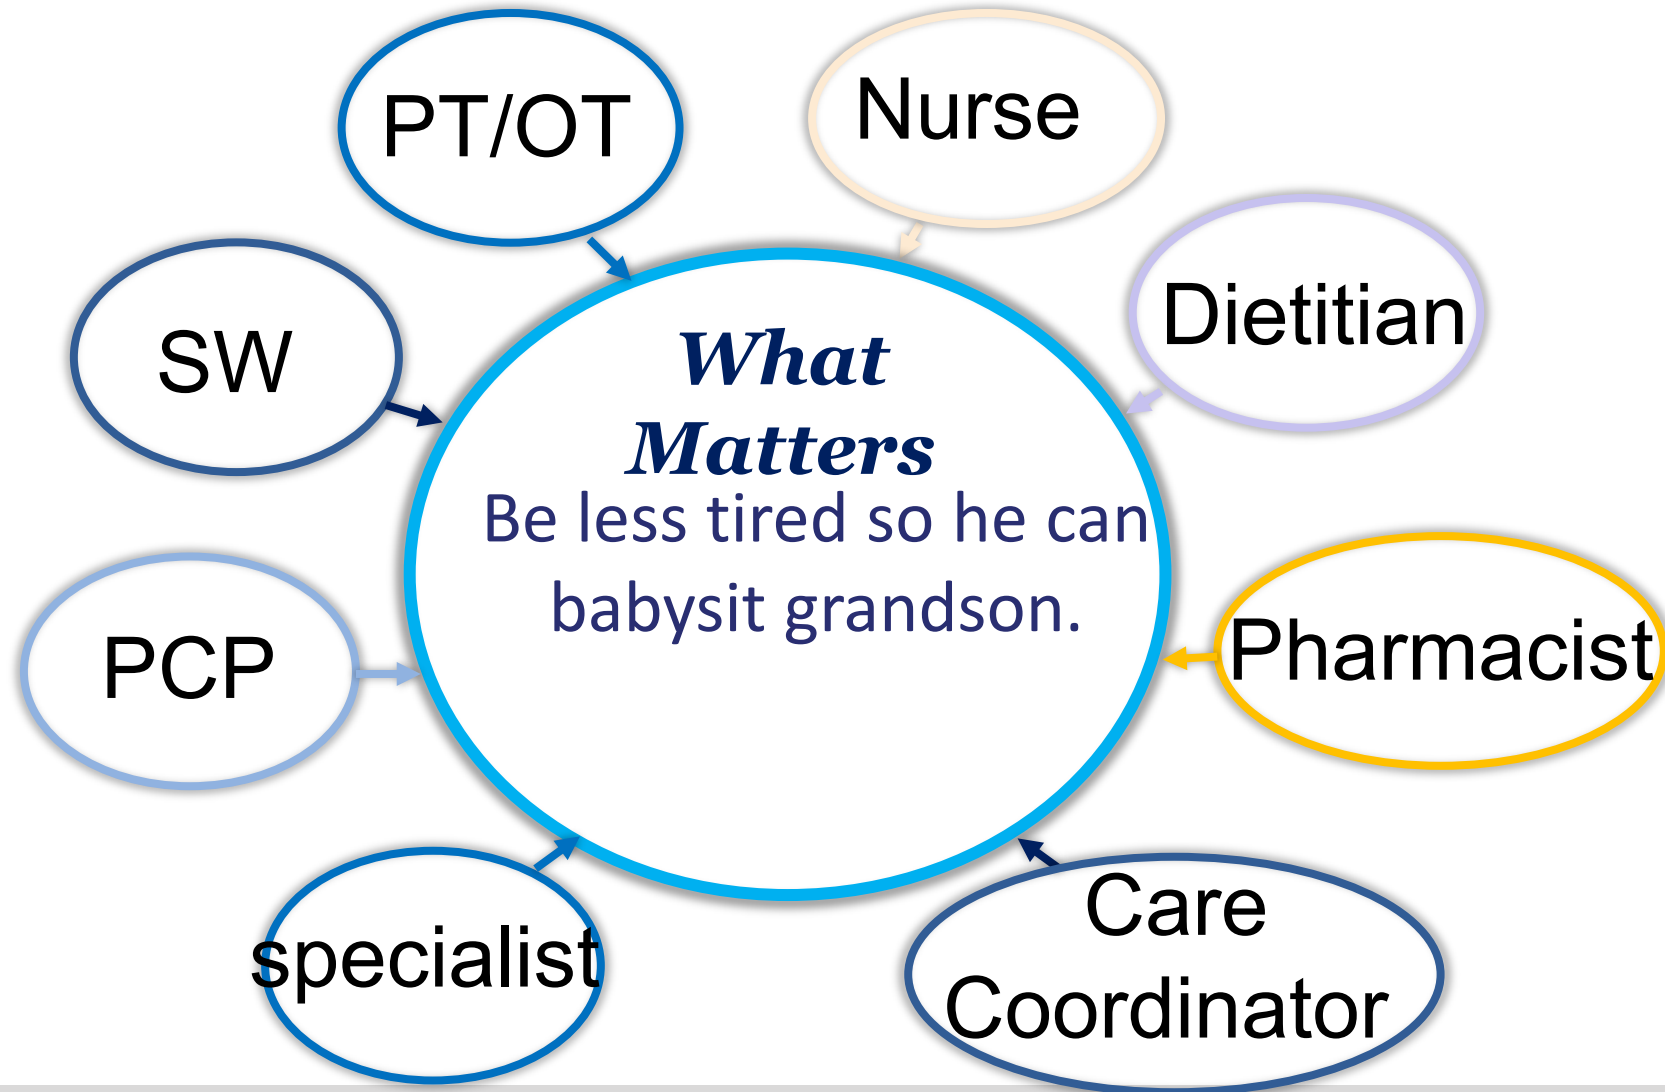 PT/OT
Nurse
SW
Dietitian
What
Matters
Be less tired so he can
babysit grandson.
PCP
Pharmacist
specialist
Care
Coordinator